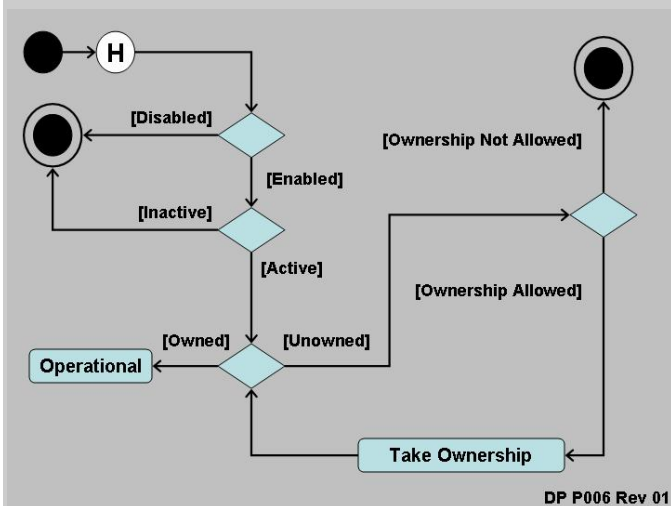 H
[Disabled]
[Ownership Not Allowed]
[Enabled]
[Inactive]
[Active]
[Ownership Allowed]
[Owned]
[Unowned]
Operational
Take Ownership
DP P006 Rev 01